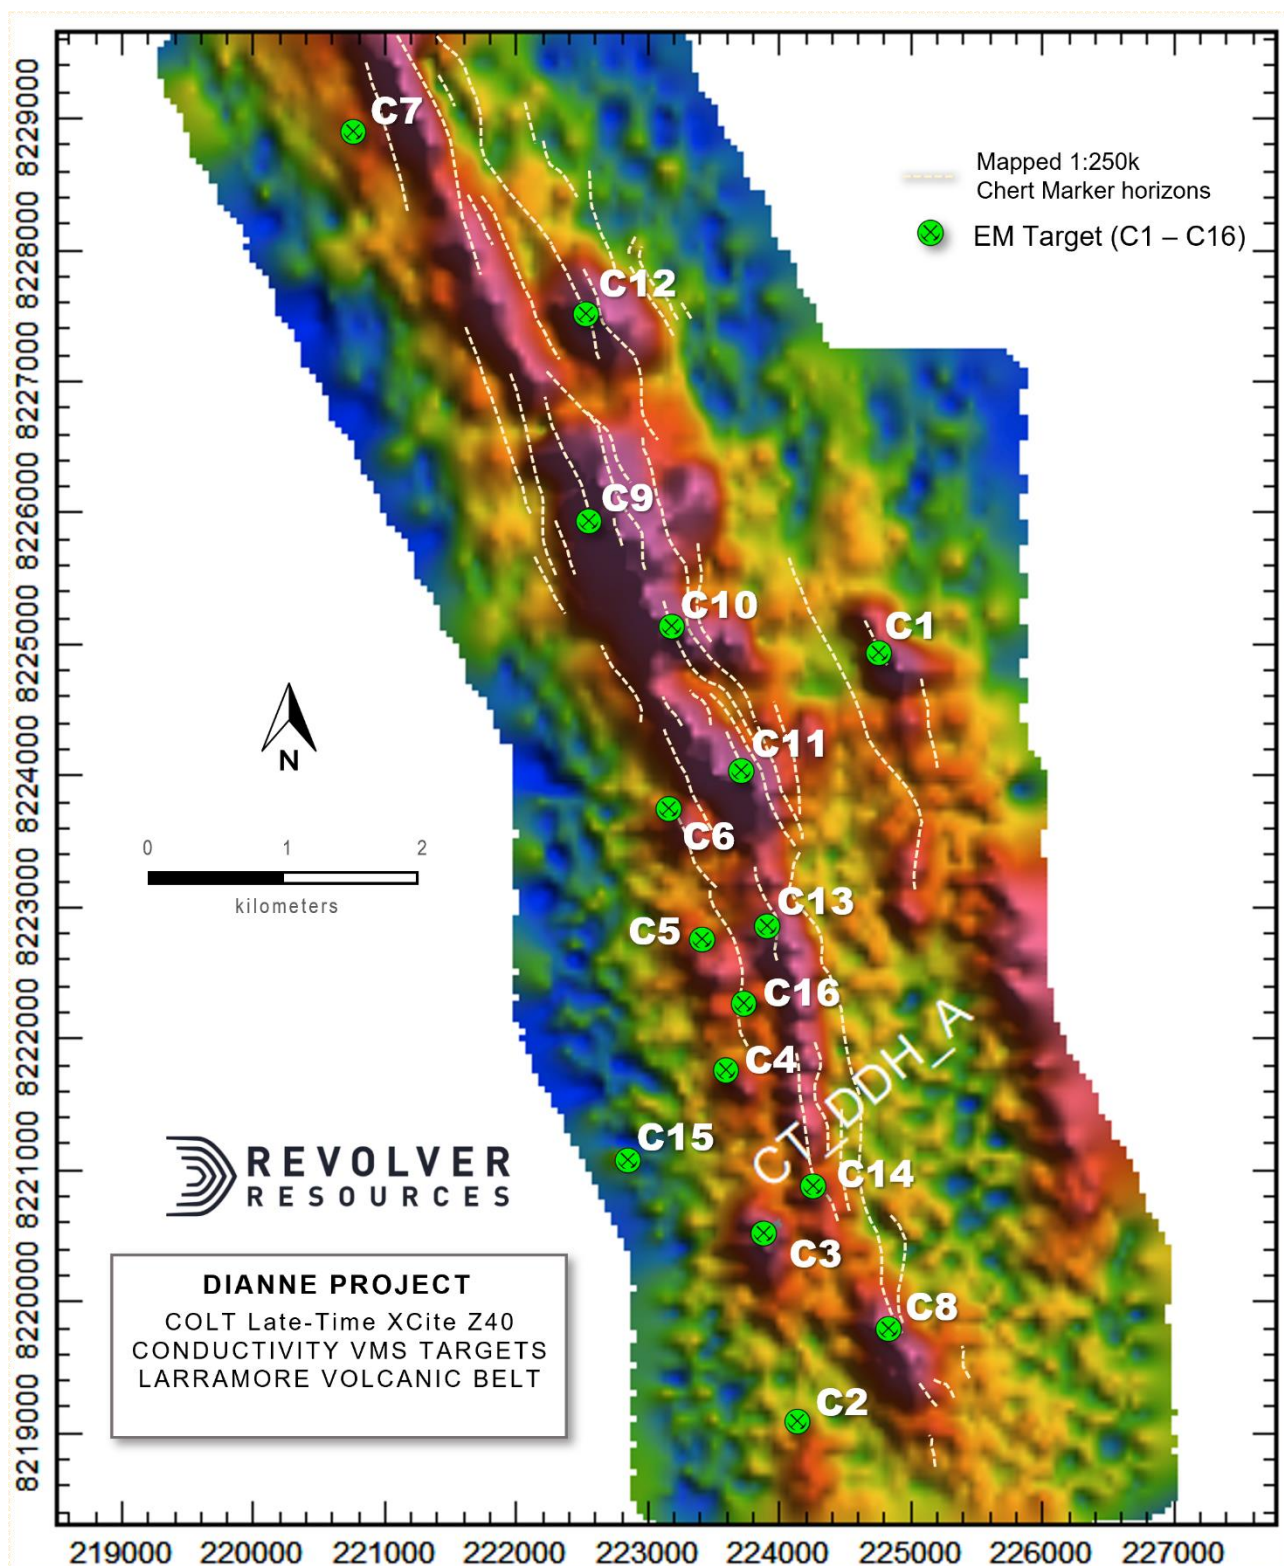 8229000
8228000
8227000
8226000
8225000
8224000
8223000
8222000
8221000
8220000
8219000
C7
Mapped 1:250k
Chert Marker horizons
EM Target (C1 – C16)
C12
C9
C10
C1
C11
N
C6
0 1 2
kilometers
C13
C5
C16
C4
CT_DDH_A
C15
C14
C3
REVOLVER
RESOURCES
C8
DIANNE PROJECT
COLT Late-Time XCite Z40
CONDUCTIVITY VMS TARGETS
LARRAMORE VOLCANIC BELT
C2
219000 220000 221000 222000 223000 224000 225000 226000 227000